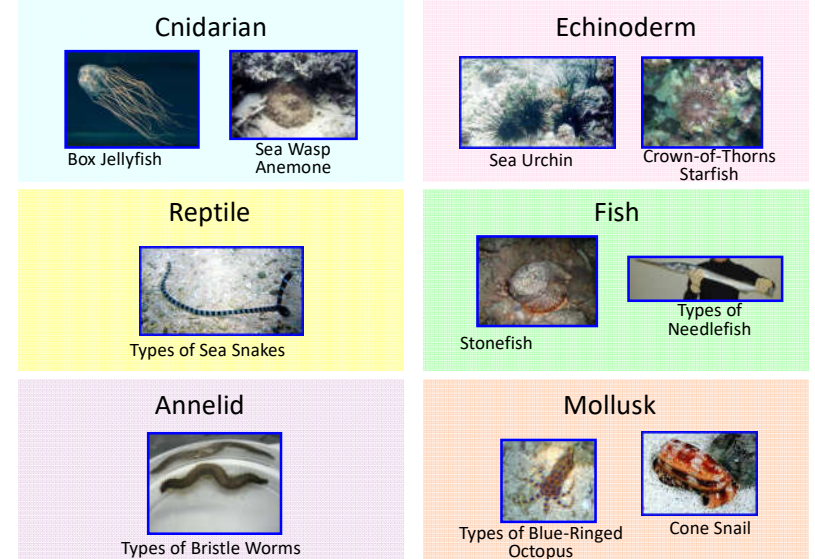 Cnidarian
Box Jellyfish
Sea Wasp
Anemone
Echinoderm
Sea Urchin
Crown-of-Thorns
Starfish
Reptile
Types of Sea Snakes
Fish
Stonefish
Types of
Needlefish
Annelid
Types of Bristle Worms
Mollusk
Types of Blue-Ringed
Octopus
Cone Snail